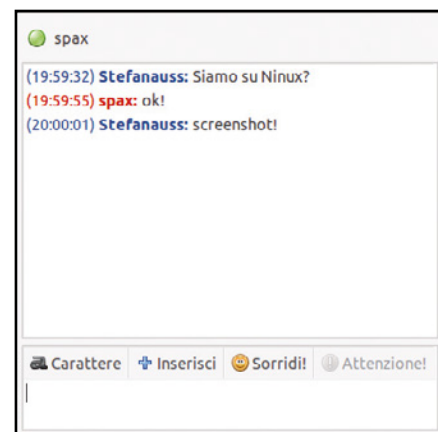 spax
(19:59:32) Stefanauss: Siamo su Ninux?
(19:59:55) spax: ok!
(20:00:01) Stefanauss: screenshot!
Carattere Inserisci Sorridi! Attenzione!